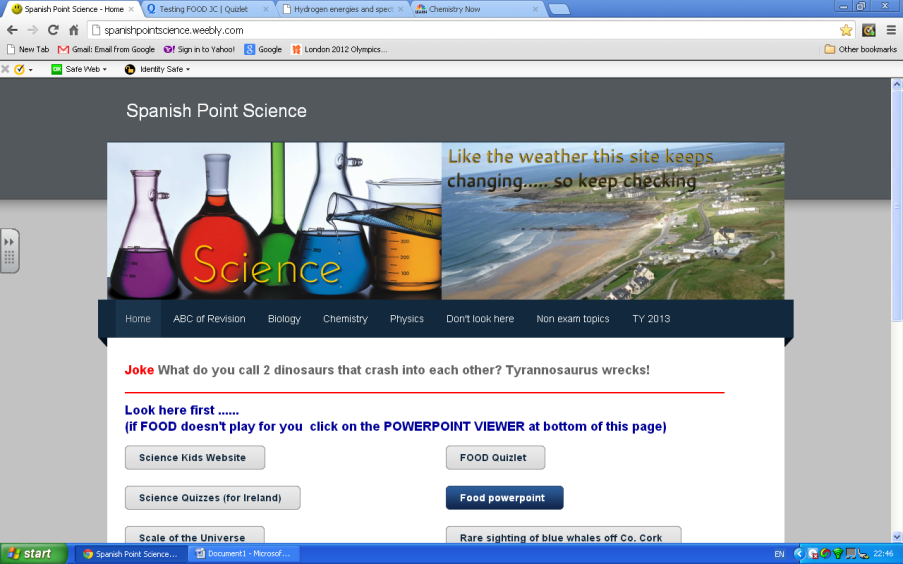 Spanish Point Science - Home
Testing FOOD JC | Quizlet
Hydrogen energies and spect
Chemistry Now
spanishpointscience.weebly.com
New Tab
Gmail: Email from Google
Sign in to Yahoo!
Google
London 2012 Olympics...
Other bookmarks
OK Safe Web
Identity Safe
Spanish Point Science
Like the weather this site keeps
changing..... so keep checking
Science
Home
ABC of Revision
Biology
Chemistry
Physics
Don't look here
Non exam topics
TY 2013
Joke What do you call 2 dinosaurs that crash into each other? Tyrannosaurus wrecks!
Look here first ......
(if FOOD doesn't play for you click on the POWERPOINT VIEWER at bottom of this page)
Science Kids Website
FOOD Quizlet
Science Quizzes (for Ireland)
Food powerpoint
Scale of the Universe
Rare sighting of blue whales off Co. Cork
start
Spanish Point Science...
Document1 - Microsof...
EN
22:46